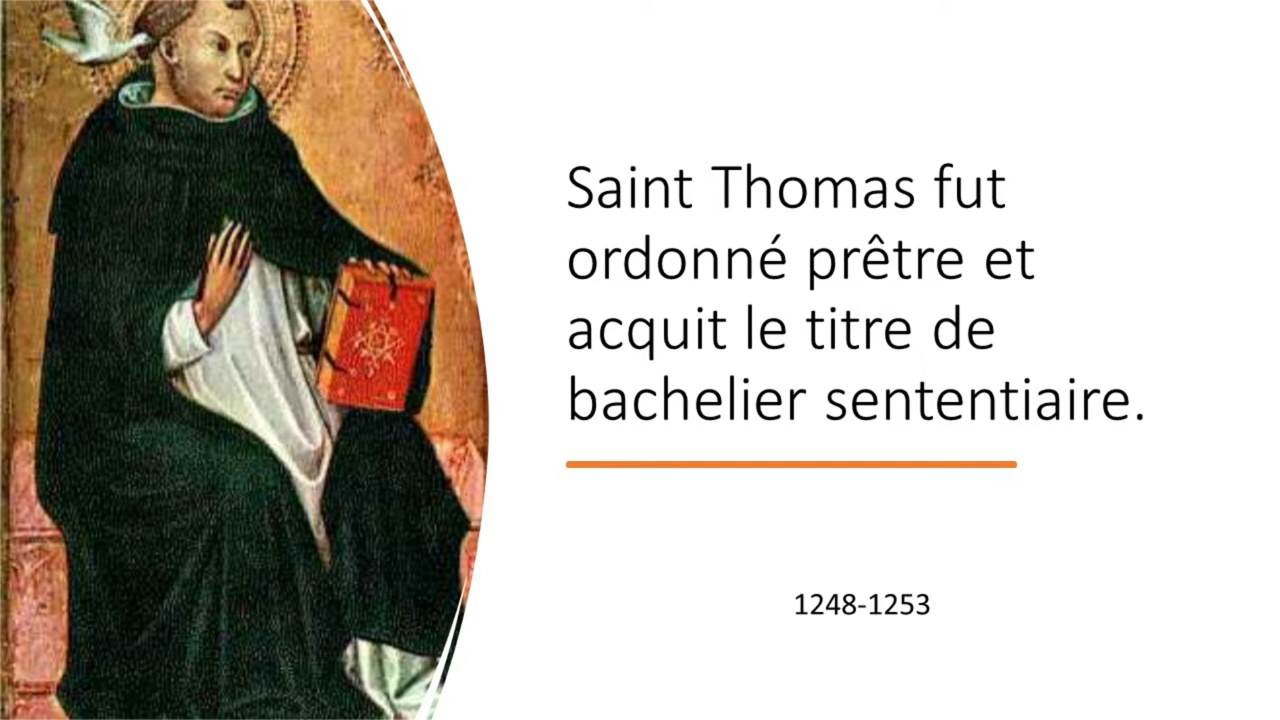 Saint Thomas fut
ordonné prêtre et
acquit le titre de
bachelier sententiaire.
1248-1253